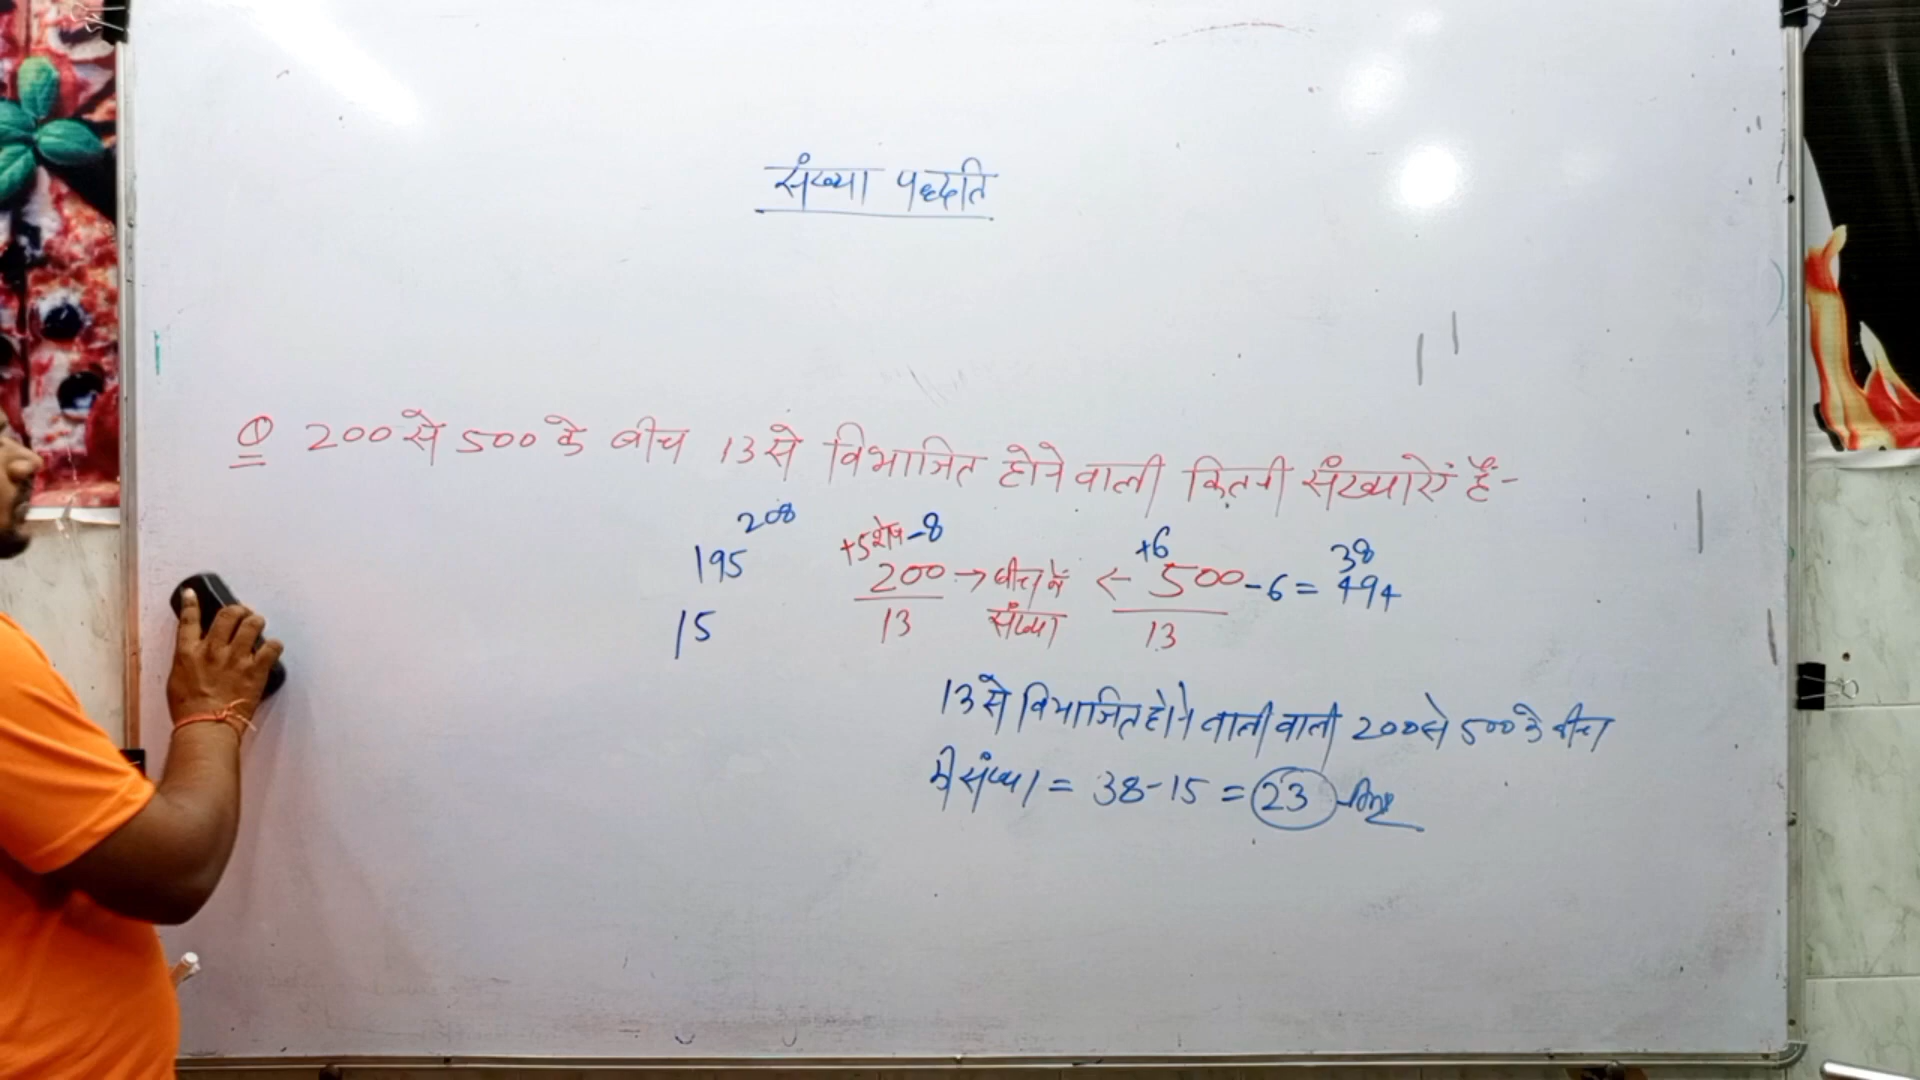 संख्या पद्धति
Q 200 से 500 के बीच 13 से विभाजित होने वाली कितनी संख्याऐं हैं-
208
195
15
+5 शेष -8
200 → बीच में ← 500 - 6 = 494
+6
38
13 संख्या 13
13 से विभाजित होने वाली वाली 200 से 500 के बीच
की संख्या = 38-15 = 23